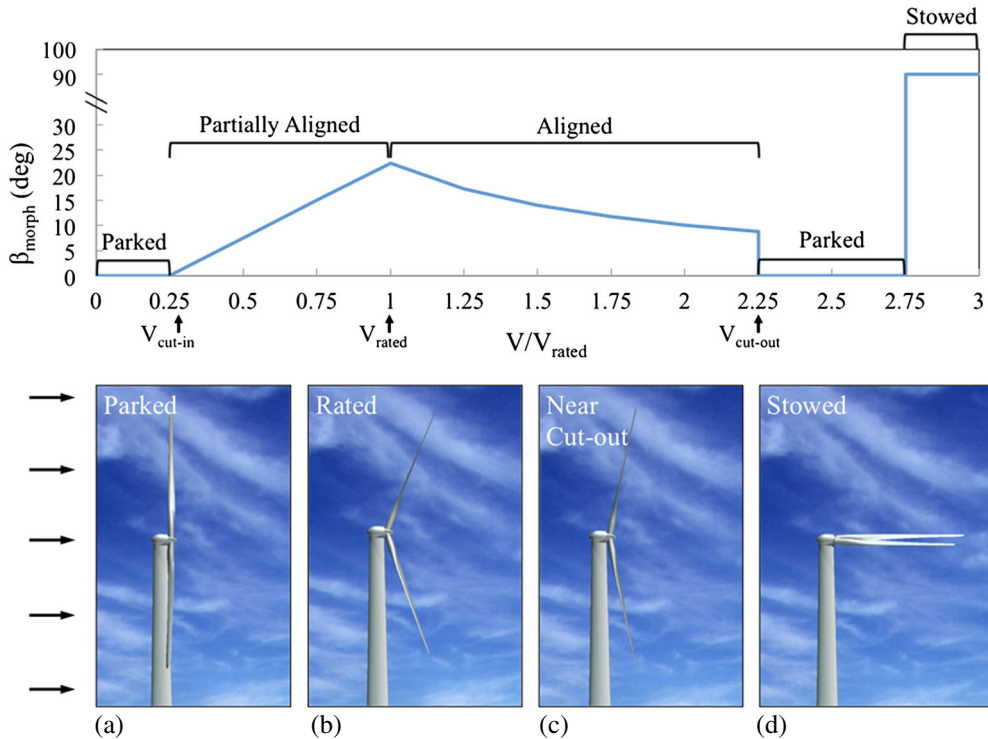 Stowed
100
90
30
25
20
15
10
5
0
β_morph (deg)
Partially Aligned
Aligned
Parked
Parked
0 0.25 0.5 0.75 1 1.25 1.5 1.75 2 2.25 2.5 2.75 3
V_cut-in V_rated V/V_rated V_cut-out
Parked
Rated
Near
Cut-out
Stowed
(a) (b) (c) (d)